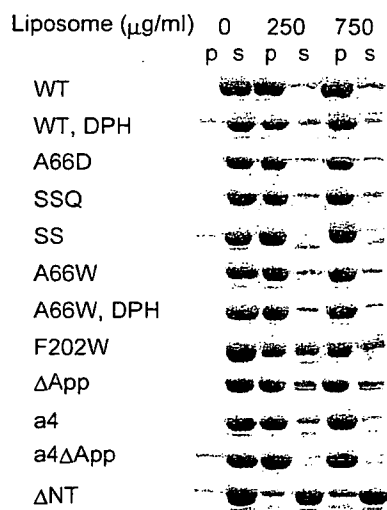 Liposome (μg/ml) 0 250 750
p s p s p s
WT
WT, DPH
A66D
SSQ
SS
A66W
A66W, DPH
F202W
ΔApp
a4
a4ΔApp
ΔNT